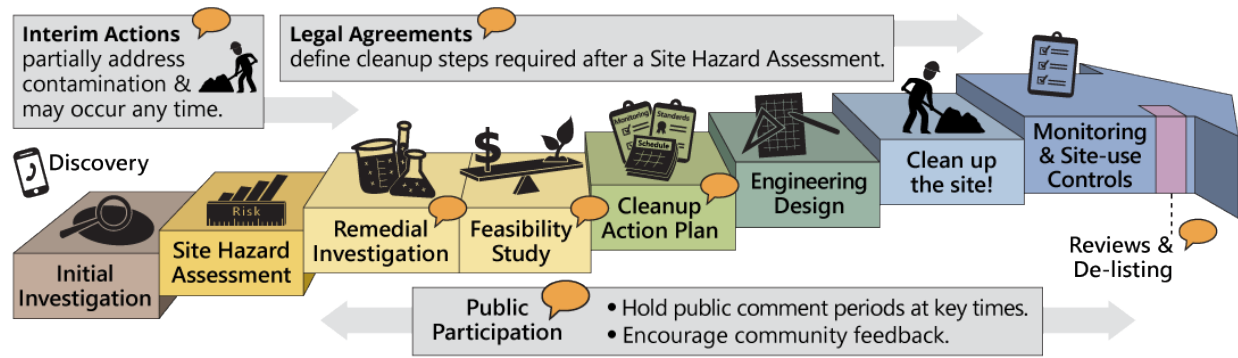 Interim Actions
partially address
contamination &
may occur any time.
Legal Agreements
define cleanup steps required after a Site Hazard Assessment.
Discovery
Initial
Investigation
Risk
Site Hazard
Assessment
Remedial
Investigation
$
Feasibility
Study
Monitoring
Standards
Schedule
Cleanup
Action Plan
Engineering
Design
Clean up
the site!
Monitoring
& Site-use
Controls
Reviews &
De-listing
Public
Participation
• Hold public comment periods at key times.
• Encourage community feedback.